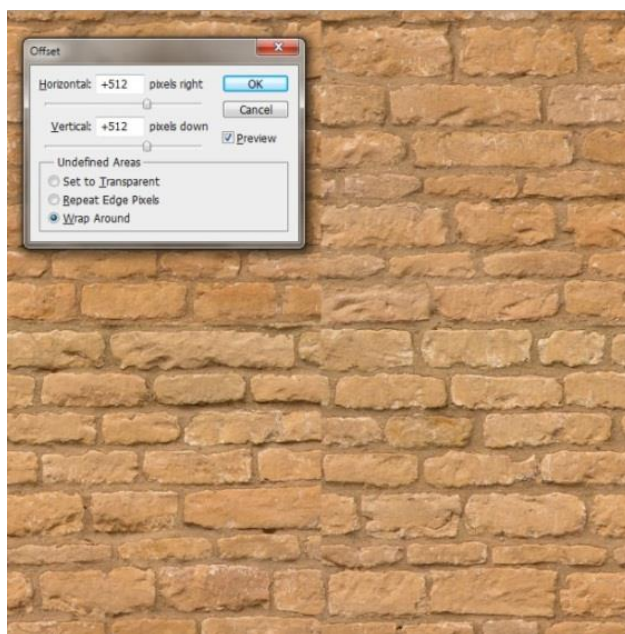 Offset
Horizontal: +512 pixels right OK
Cancel
Vertical: +512 pixels down
Preview
Undefined Areas
Set to Transparent
Repeat Edge Pixels
Wrap Around